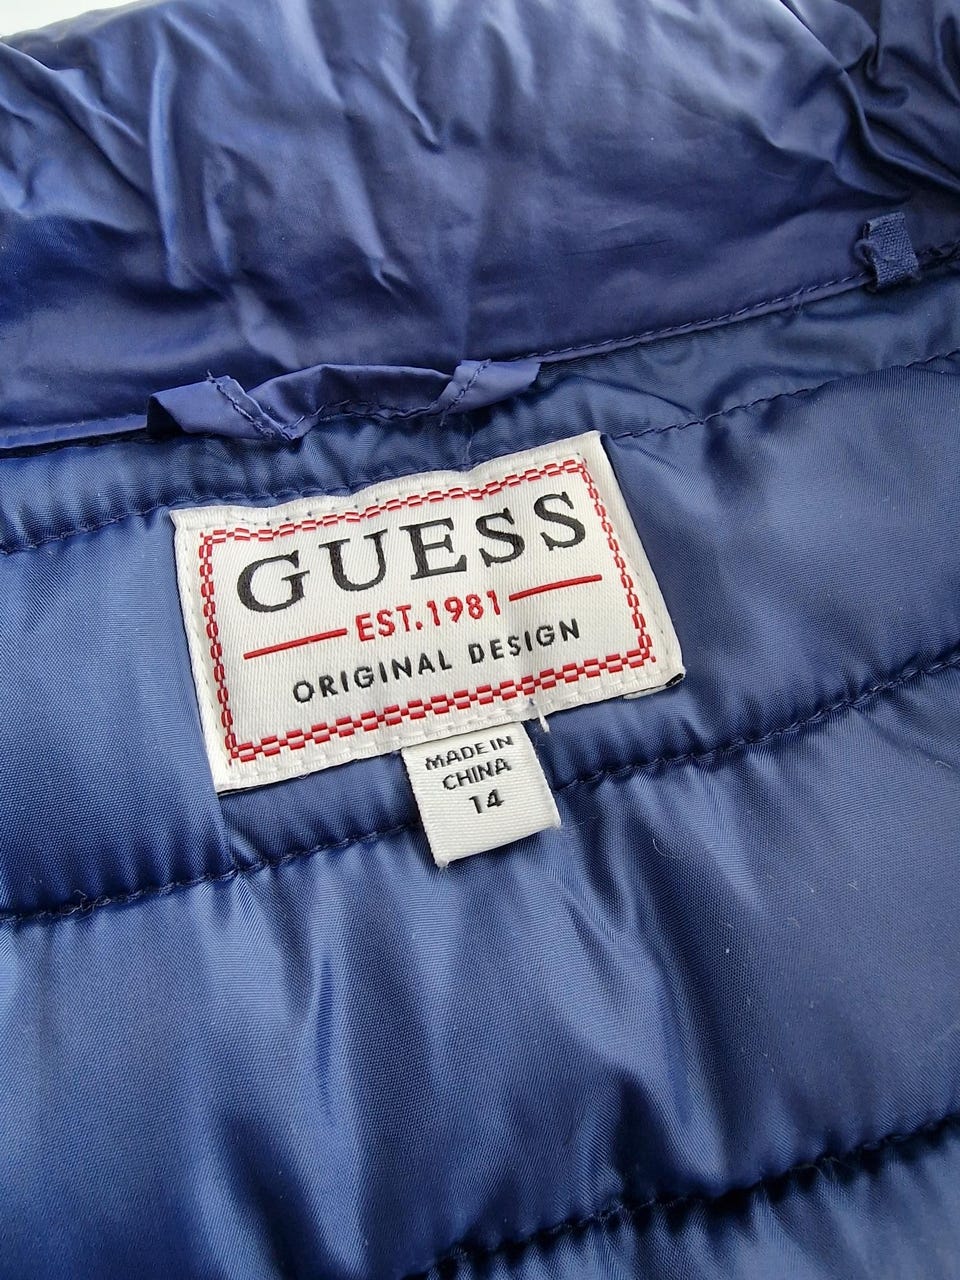 GUESS
EST.1981
ORIGINAL DESIGN
MADE IN
CHINA
14